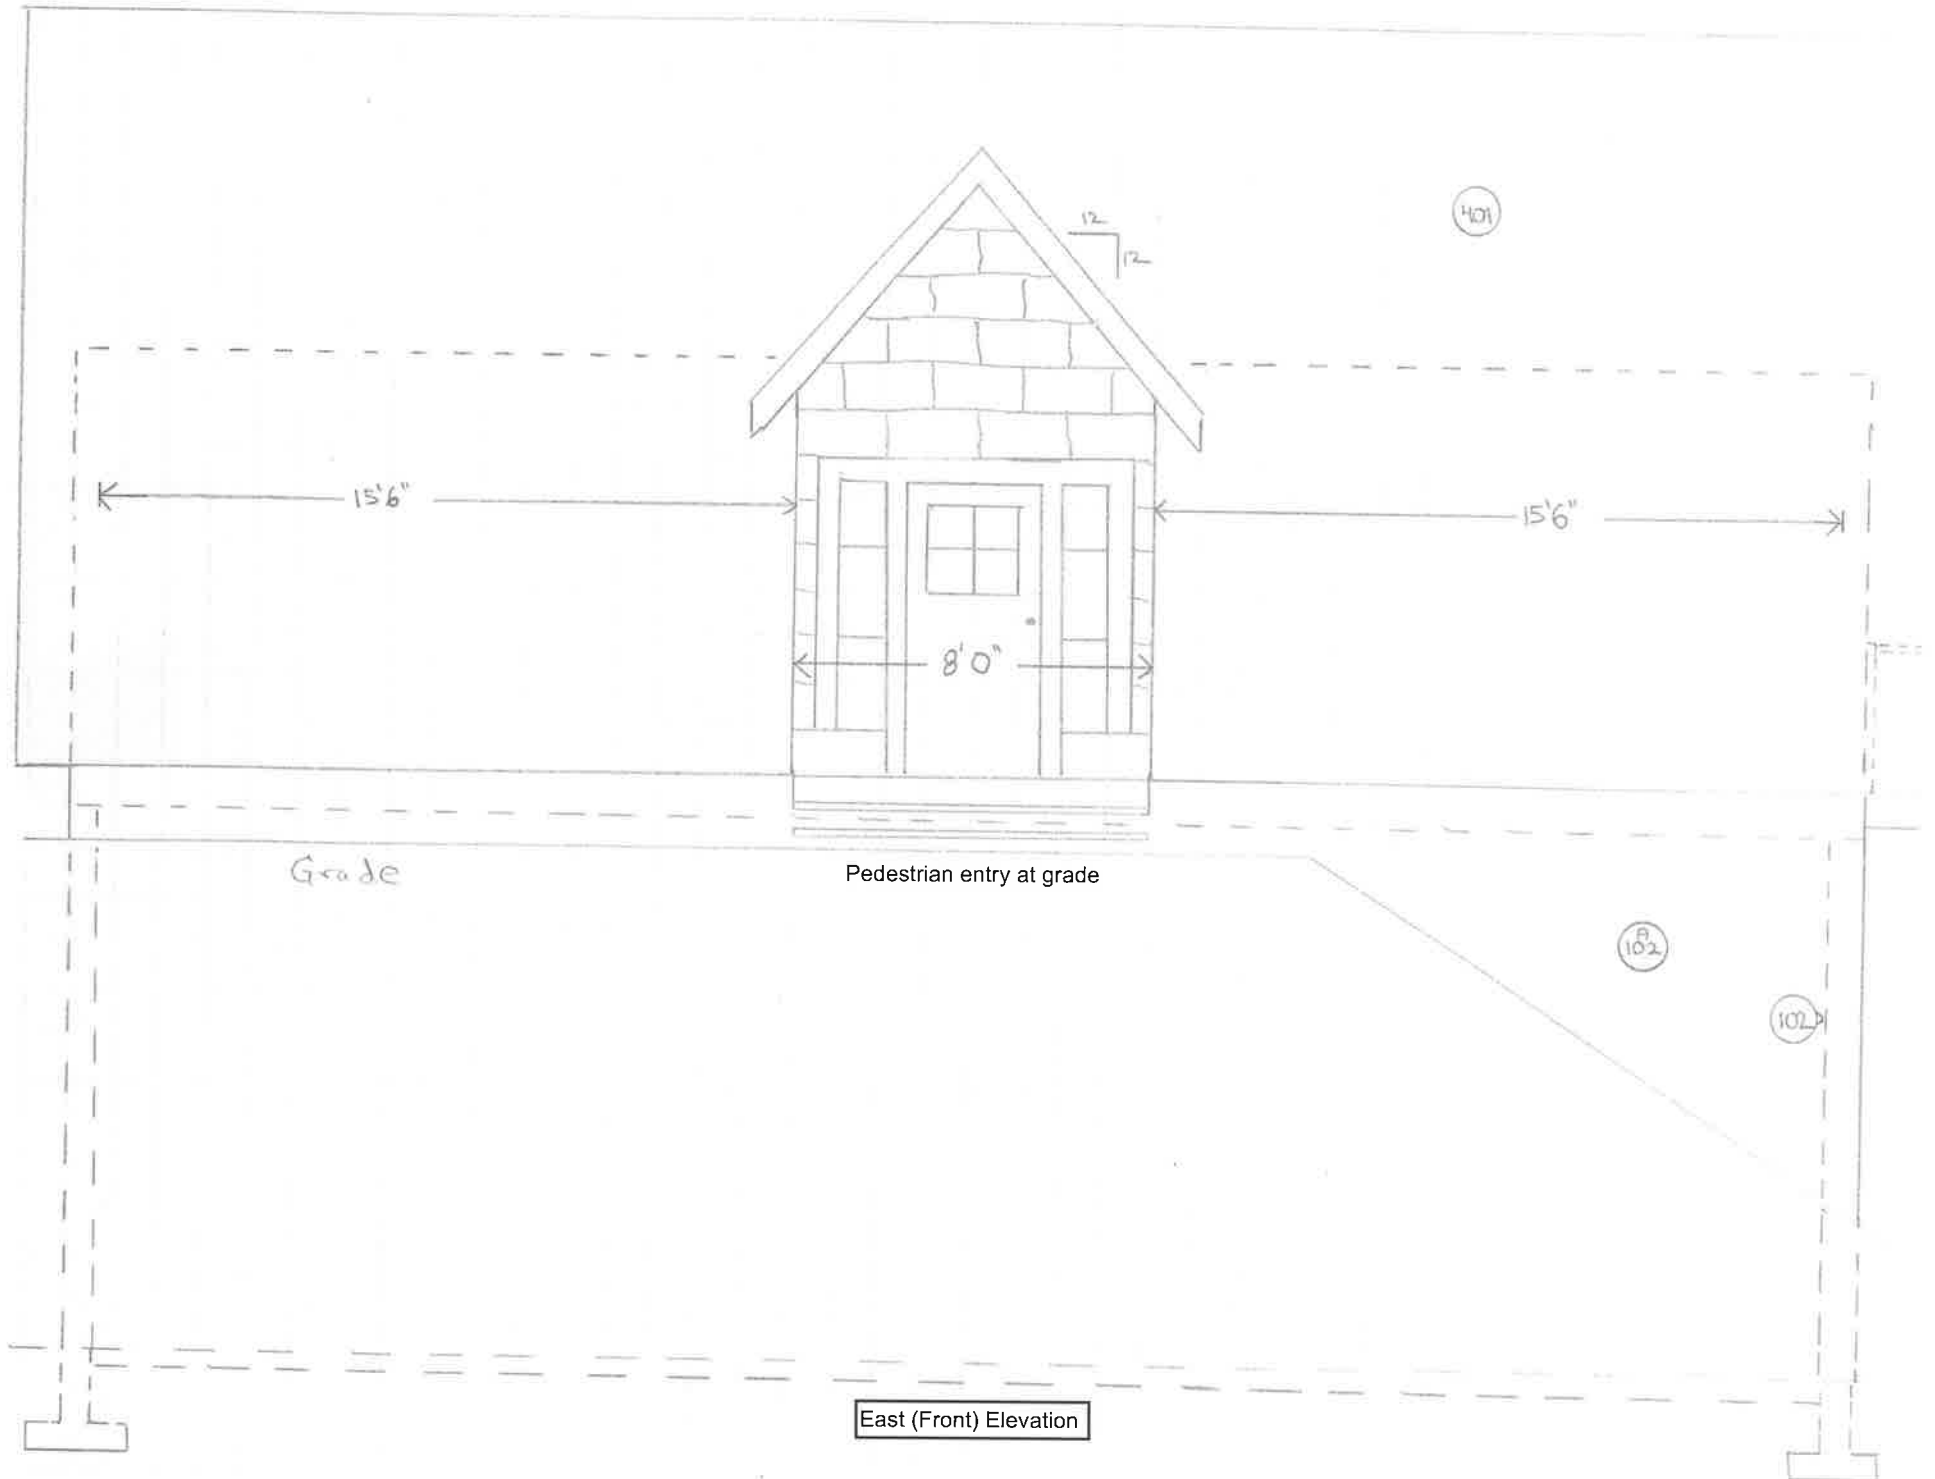 12
12
401
15'6"
15'6"
8'0"
Grade
Pedestrian entry at grade
A
102
102
East (Front) Elevation